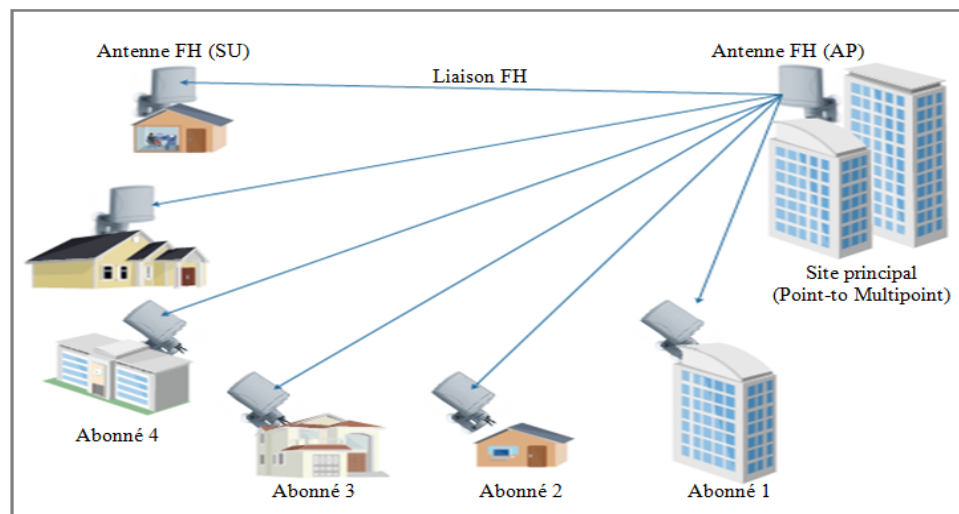 Antenne FH (SU)
Antenne FH (AP)
Liaison FH
Site principal
(Point-to Multipoint)
Abonné 4
Abonné 3
Abonné 2
Abonné 1